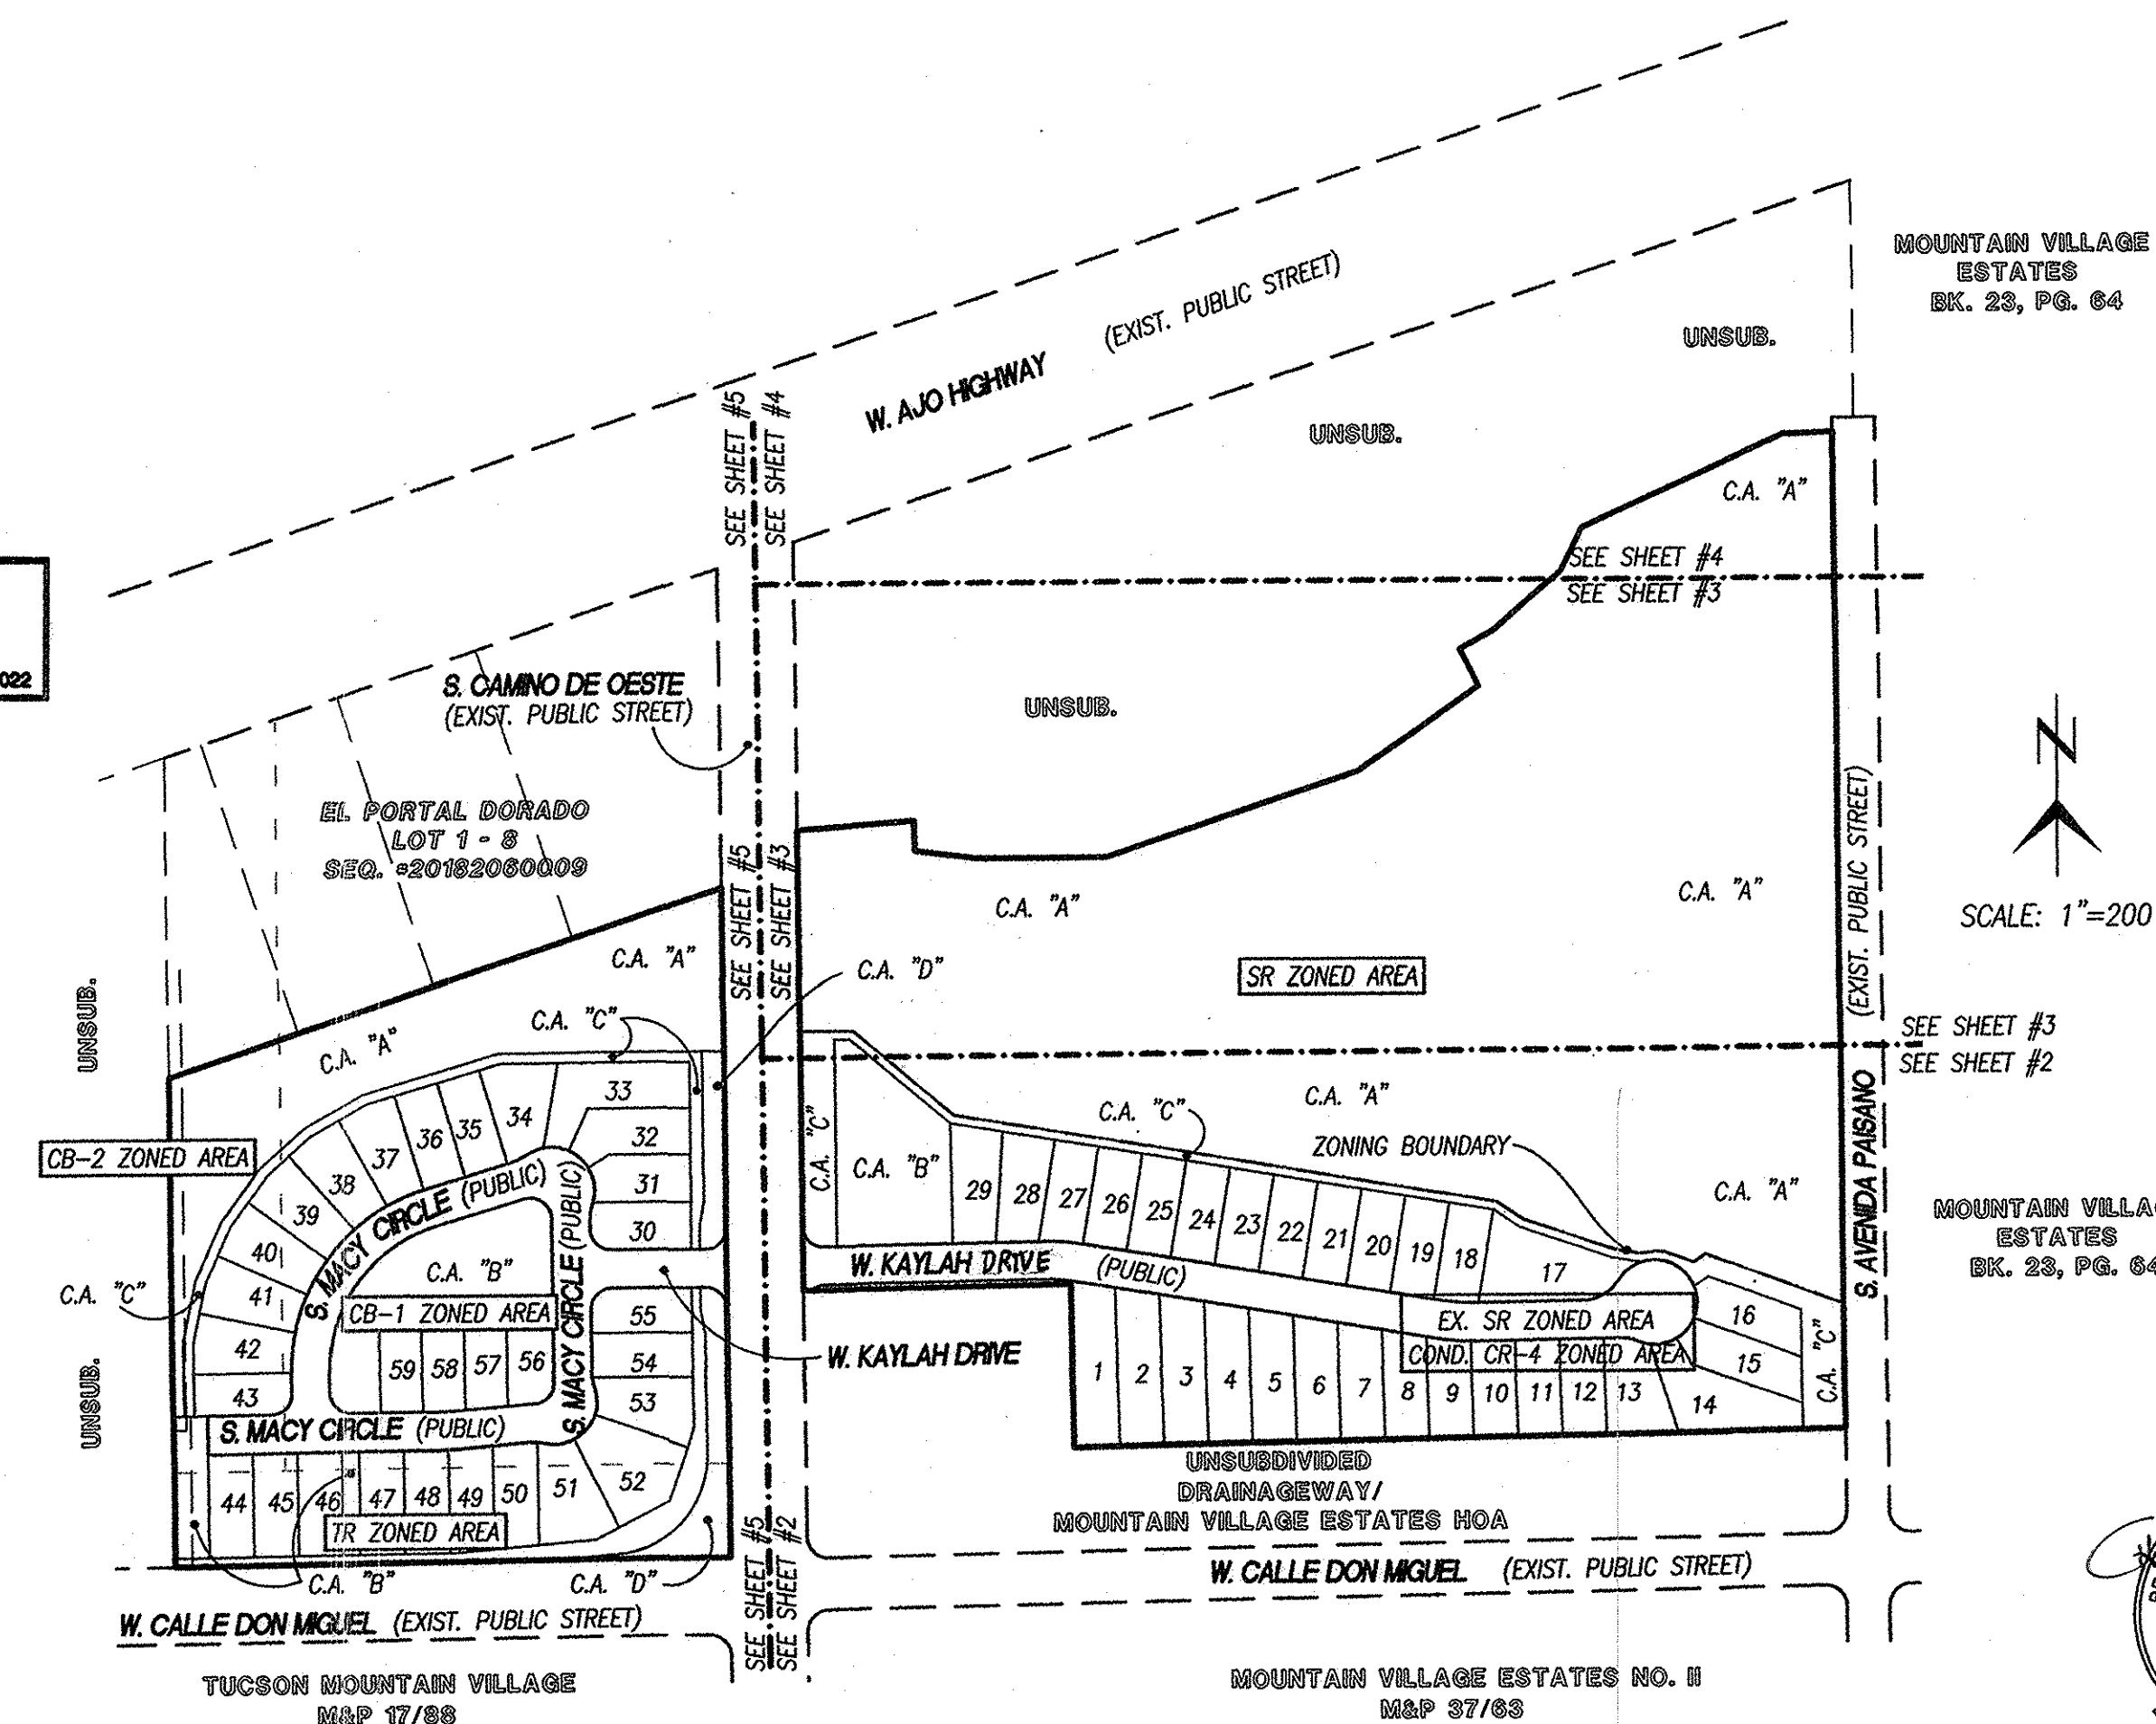 MOUNTAIN VILLAGE
ESTATES
BK. 23, PG. 64
UNSUB.
(EXIST. PUBLIC STREET)
W. AJO HIGHWAY
UNSUB.
SEE SHEET #5
SEE SHEET #4
C.A. "A"
SEE SHEET #4
SEE SHEET #3
022
S. CAMINO DE OESTE
(EXIST. PUBLIC STREET)
UNSUB.
N
EL PORTAL DORADO
LOT 1 - 8
SEQ. #20182060009
SEE SHEET #5
SEE SHEET #3
C.A. "A"
C.A. "A"
(EXIST. PUBLIC STREET)
SCALE: 1"=200
C.A. "A"
C.A. "D"
SR ZONED AREA
UNSUB.
C.A. "C"
C.A. "A"
SEE SHEET #3
SEE SHEET #2
33
34
35
36
37
38
39
40
41
42
43
32
31
30
C.A. "C"
C.A. "B"
C.A. "C"
C.A. "A"
ZONING BOUNDARY
C.A. "A"
S. AVENIDA PAISANO
CB-2 ZONED AREA
S. MACY CIRCLE (PUBLIC)
S. MACY CIRCLE (PUBLIC)
29
28
27
26
25
24
23
22
21
20
19
18
17
MOUNTAIN VILLAG
ESTATES
BK. 23, PG. 64
C.A. "C"
C.A. "B"
CB-1 ZONED AREA
W. KAYLAH DRIVE (PUBLIC)
EX. SR ZONED AREA
COND. CR-4 ZONED AREA
16
15
14
C.A. "C"
55
54
53
W. KAYLAH DRIVE
59
58
57
56
1
2
3
4
5
6
7
8
9
10
11
12
13
UNSUB.
S. MACY CIRCLE (PUBLIC)
44
45
46
47
48
49
50
51
52
TR ZONED AREA
UNSUBDIVIDED
DRAINAGEWAY/
MOUNTAIN VILLAGE ESTATES HOA
C.A. "B"
C.A. "D"
SEE SHEET #5
SEE SHEET #2
W. CALLE DON MIGUEL (EXIST. PUBLIC STREET)
W. CALLE DON MIGUEL (EXIST. PUBLIC STREET)
TUCSON MOUNTAIN VILLAGE
M&P 17/88
MOUNTAIN VILLAGE ESTATES NO. II
M&P 37/63